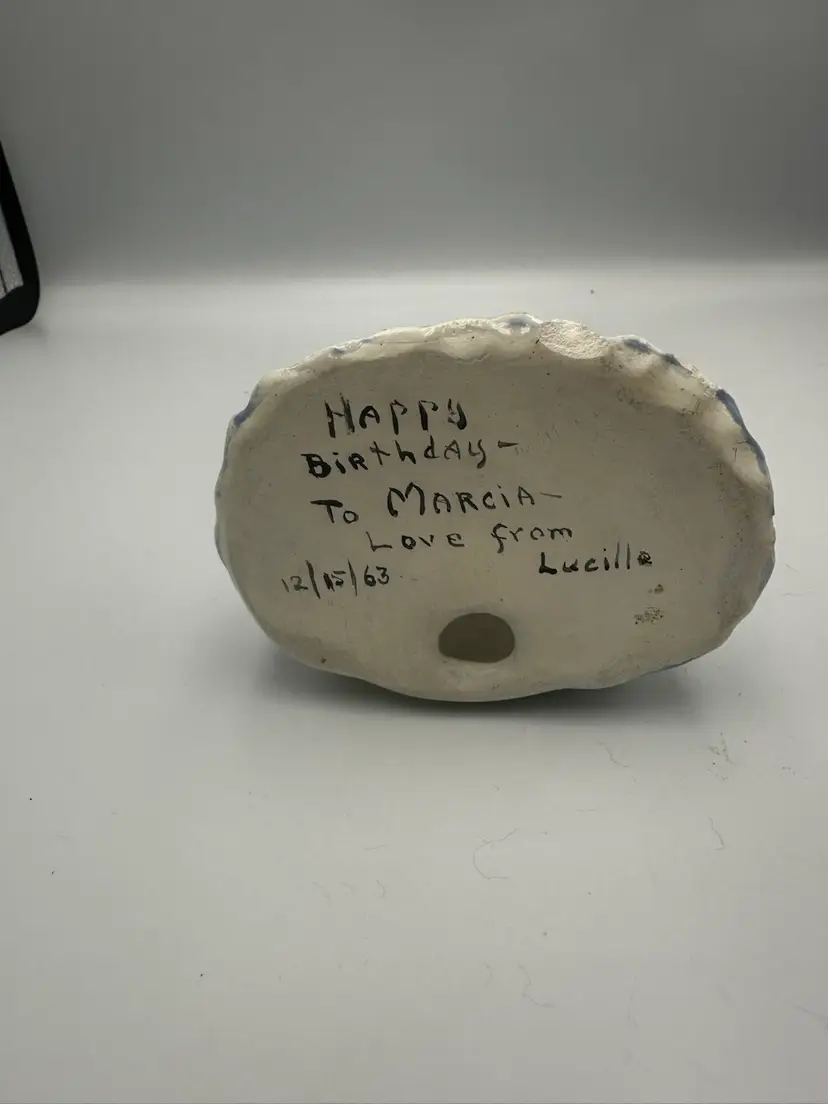 HAPPY
BirthdAy-
To MARCiA-
Love from
Lucille
12/15/63